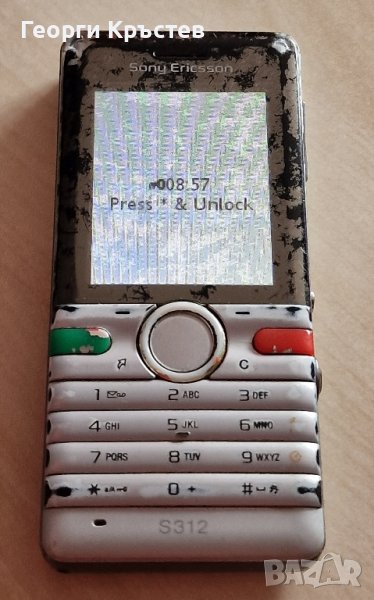 Георги Кръстев
Sony Ericsson
08:57
Press * & Unlock
C
1 2 ABC 3 DEF
4 GHI 5 JKL 6 MNO
7 PQRS 8 TUV 9 WXYZ
* a/A 0 + #
S312
BAZAR